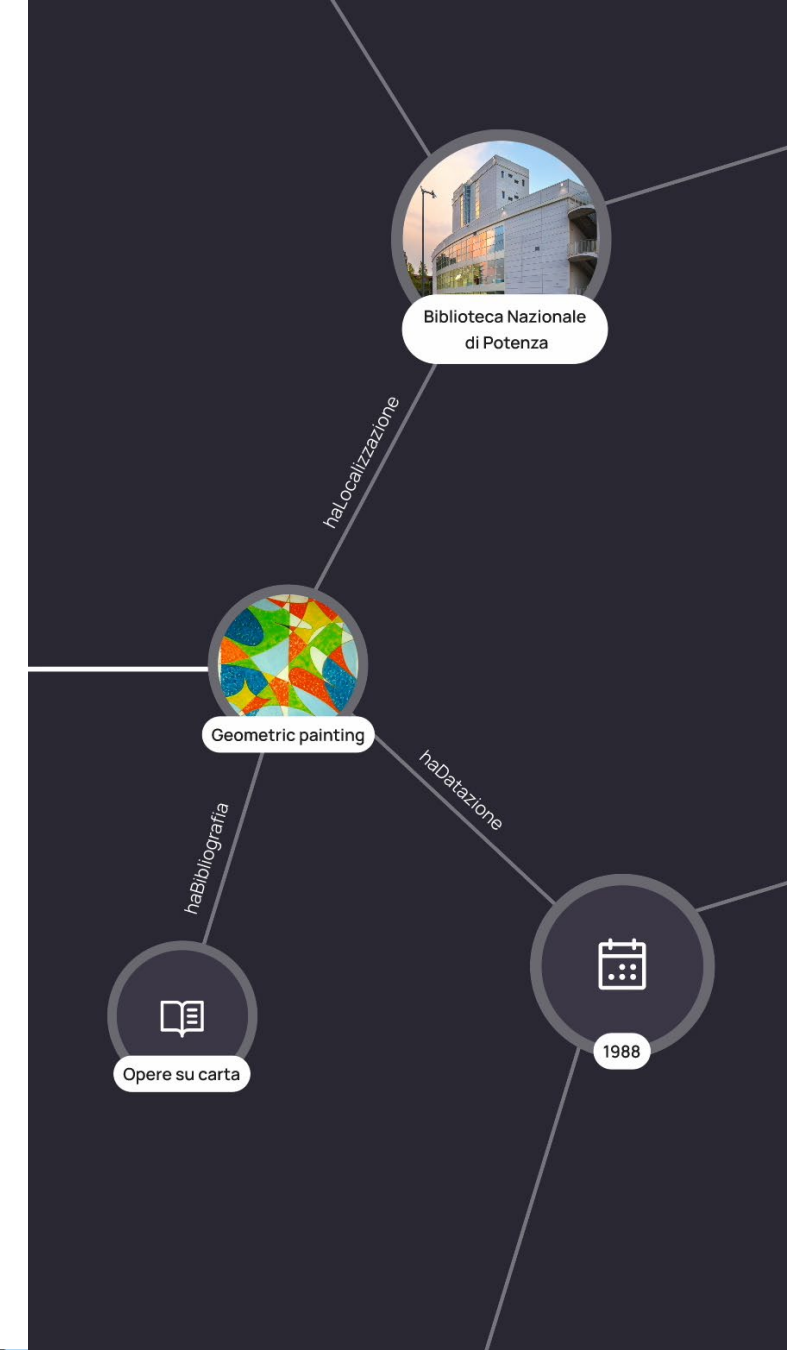 Biblioteca Nazionale
di Potenza
haLocalizzazione
Geometric painting
haDatazione
haBibliografia
1988
Opere su carta